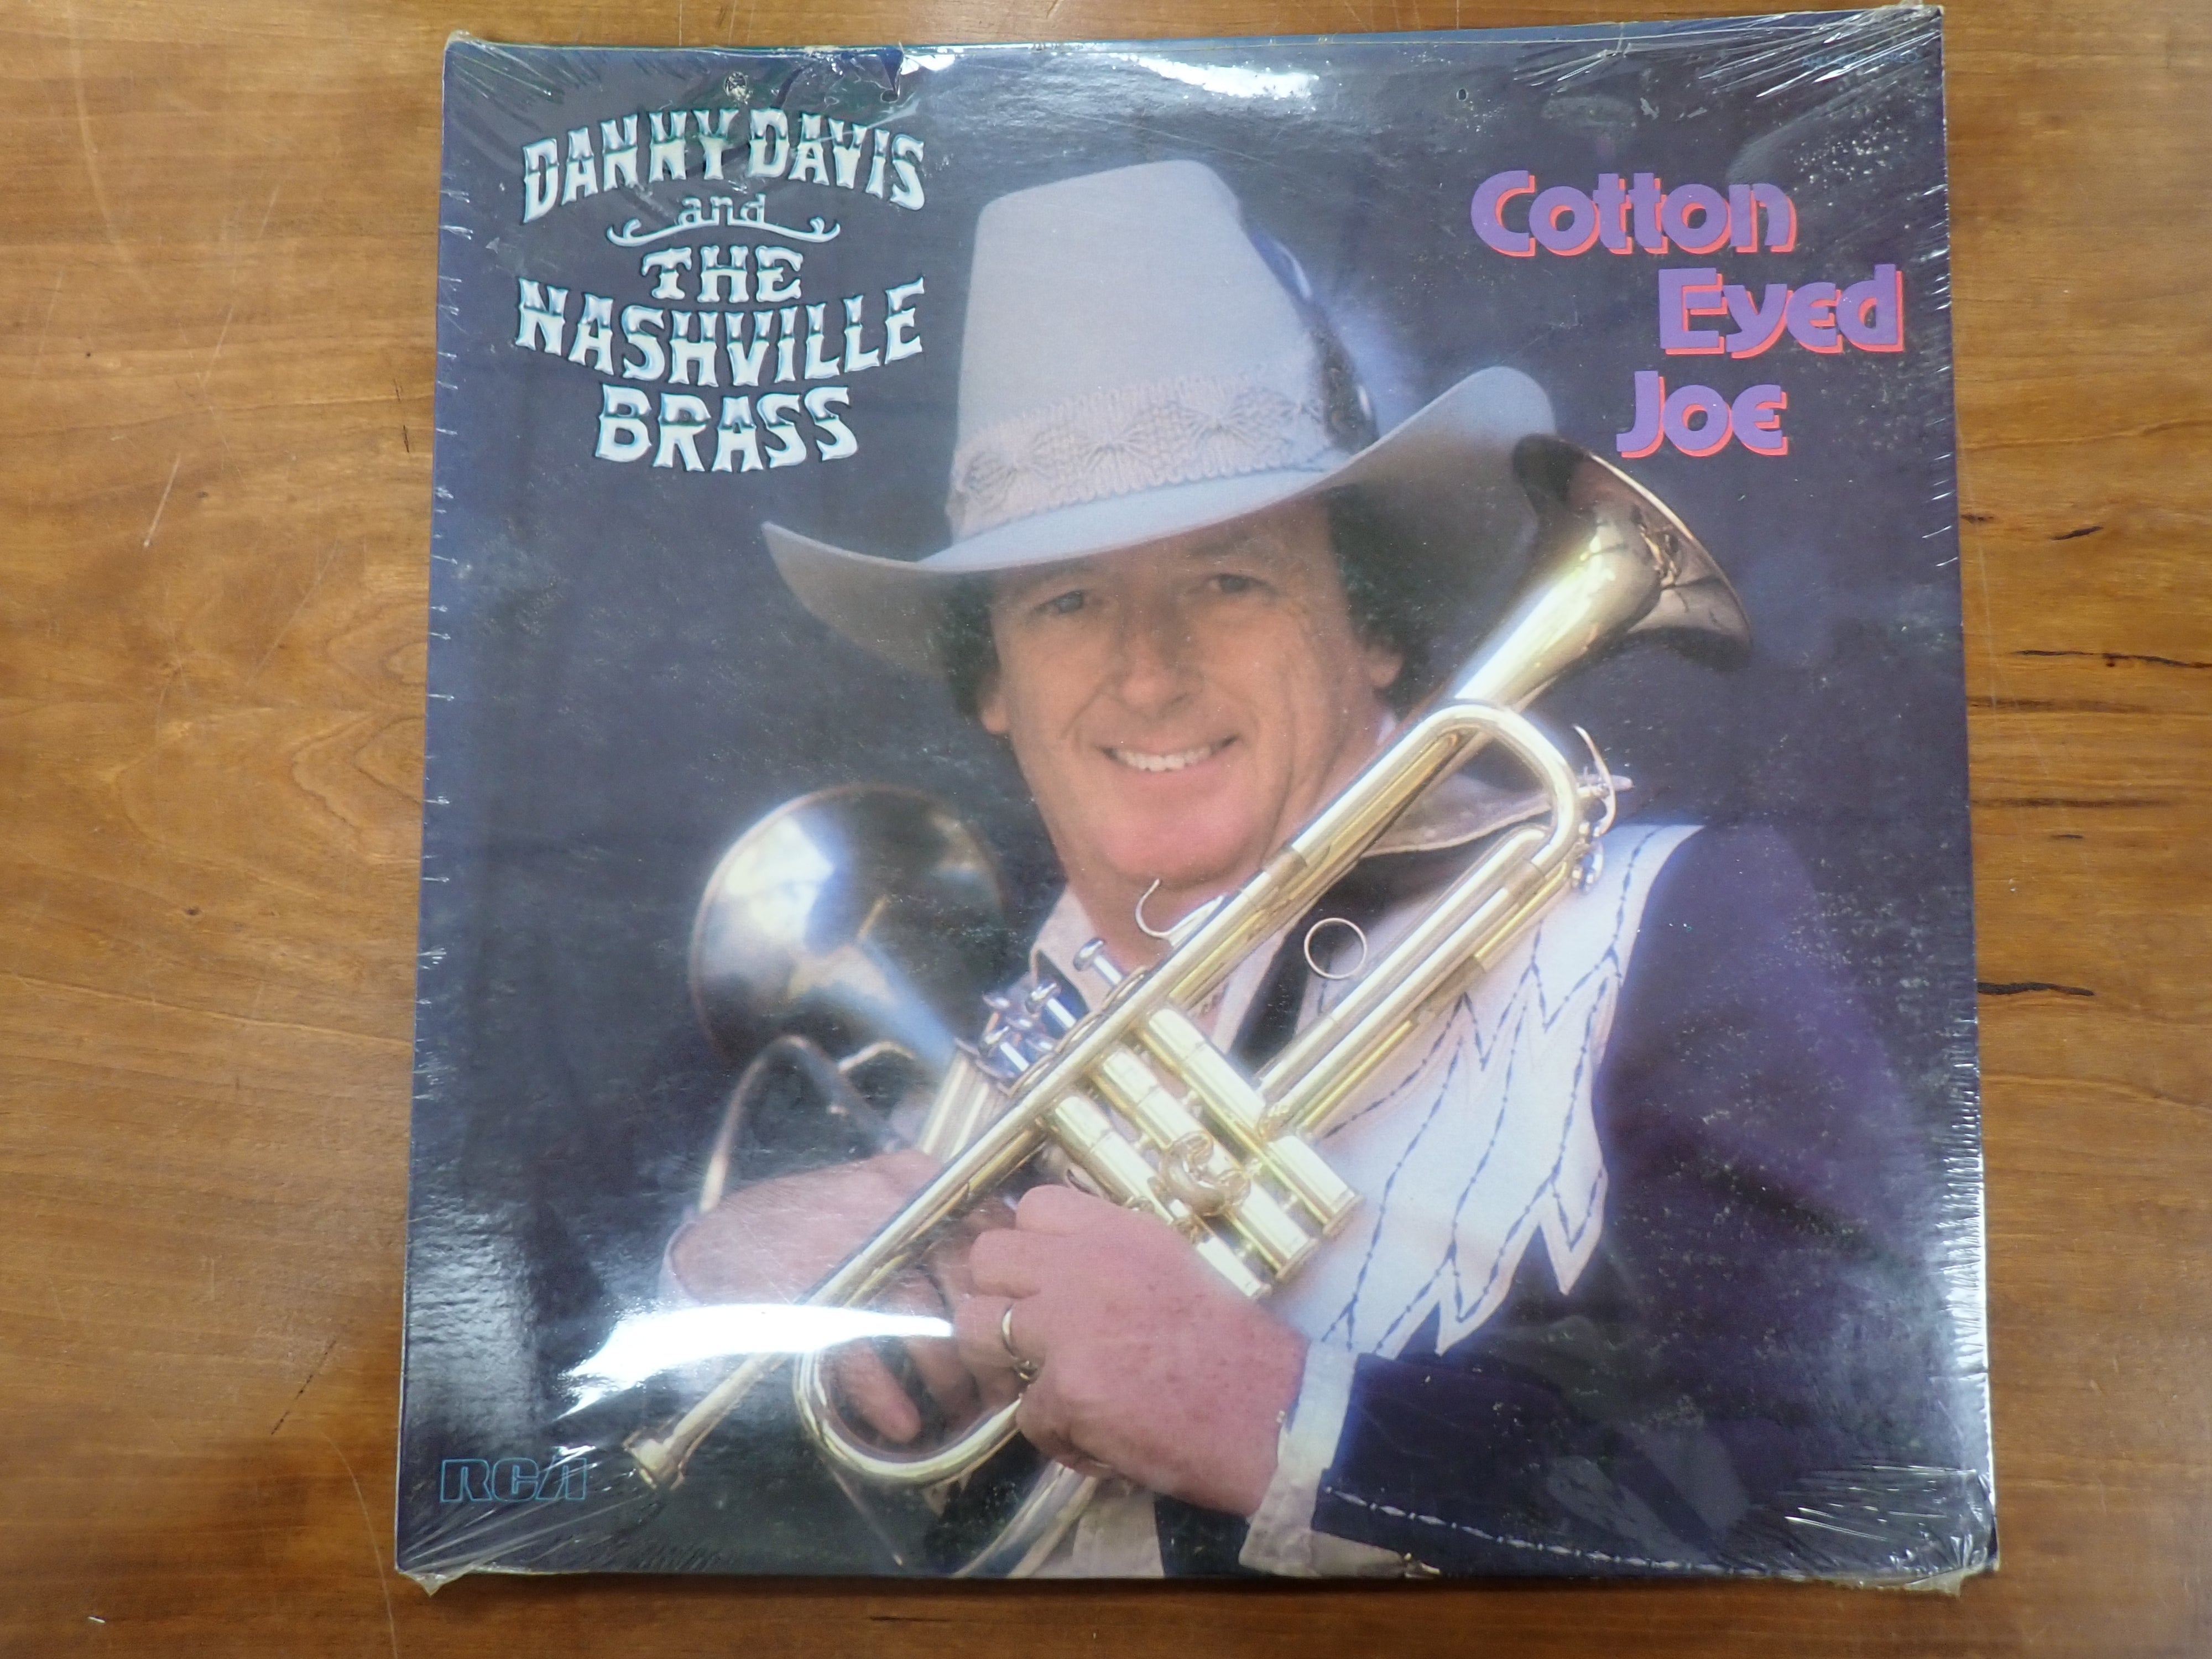 DANNY DAVIS
and
THE
NASHVILLE
BRASS
Cotton
Eyed
Joe
RCA